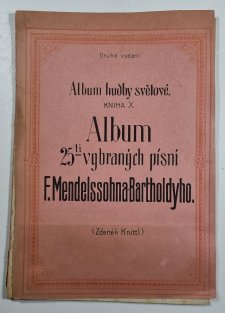 Druhé vydání
Album hudby světové.
KNIHA X.
Album
25ti vybraných písní
F. Mendelssohna Bartholdyho.
(Zdeněk Knittl.)